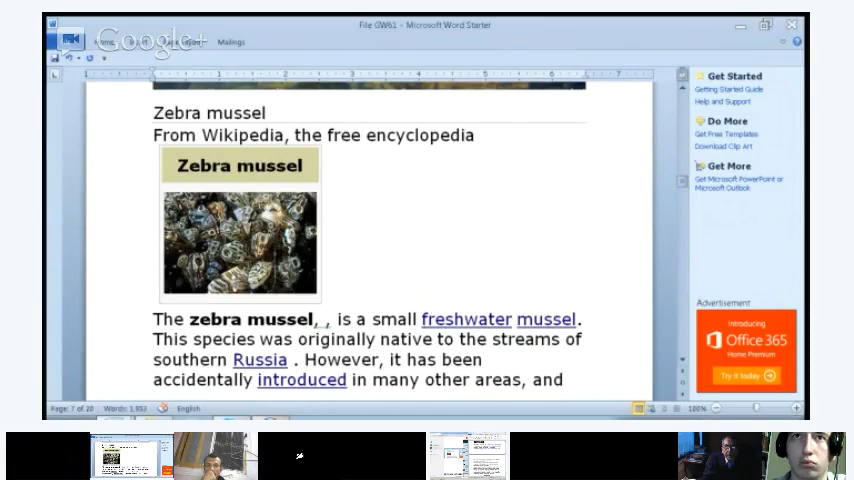 File GW61 - Microsoft Word Starter
Google+
Mailings
Zebra mussel
From Wikipedia, the free encyclopedia
Zebra mussel
The zebra mussel, , is a small freshwater mussel.
This species was originally native to the streams of
southern Russia . However, it has been
accidentally introduced in many other areas, and
Get Started
Getting Started Guide
Help and Support
Do More
Get Free Templates
Download Clip Art
Get More
Get Microsoft PowerPoint or
Microsoft Outlook
Advertisement
Introducing
Office 365
Home Premium
Try it today
Page: 7 of 20 Words: 1,953 English
100%